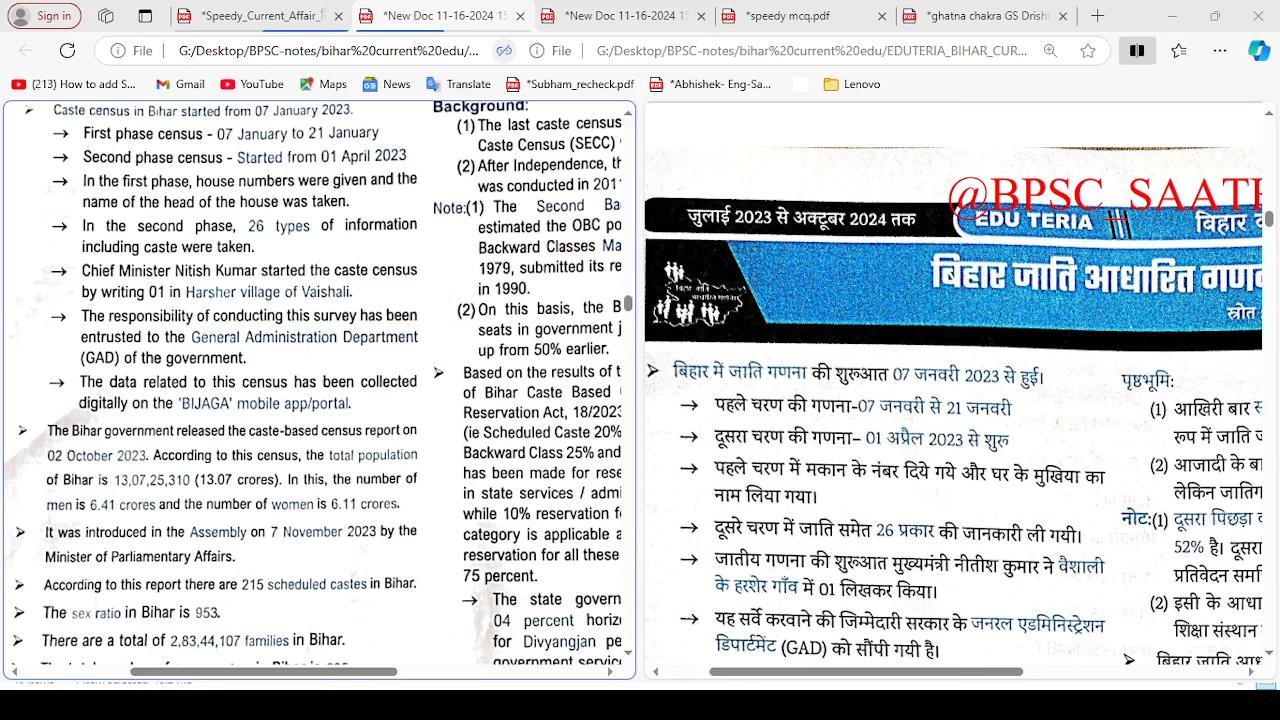 Sign in
*Speedy_Current_Affair_
*New Doc 11-16-2024 15
*New Doc 11-16-2024 15
*speedy mcq.pdf
*ghatna chakra GS Drisht
File
G:/Desktop/BPSC-notes/bihar%20current%20edu/...
File
G:/Desktop/BPSC-notes/bihar%20current%20edu/EDUTERIA_BIHAR_CUR...
(213) How to add S...
Gmail
YouTube
Maps
News
Translate
*Subham_recheck.pdf
*Abhishek- Eng-Sa...
Lenovo
Caste census in Bihar started from 07 January 2023.
→ First phase census - 07 January to 21 January
→ Second phase census - Started from 01 April 2023
→ In the first phase, house numbers were given and the
name of the head of the house was taken.
→ In the second phase, 26 types of information
including caste were taken.
→ Chief Minister Nitish Kumar started the caste census
by writing 01 in Harsher village of Vaishali.
→ The responsibility of conducting this survey has been
entrusted to the General Administration Department
(GAD) of the government.
→ The data related to this census has been collected
digitally on the 'BIJAGA' mobile app/portal.
The Bihar government released the caste-based census report on
02 October 2023. According to this census, the total population
of Bihar is 13,07,25,310 (13.07 crores). In this, the number of
men is 6.41 crores and the number of women is 6.11 crores.
It was introduced in the Assembly on 7 November 2023 by the
Minister of Parliamentary Affairs.
According to this report there are 215 scheduled castes in Bihar.
The sex ratio in Bihar is 953.
There are a total of 2,83,44,107 families in Bihar.
Background:
(1) The last caste census
Caste Census (SECC)
(2) After Independence, th
was conducted in 2011
Note:(1) The Second Ba
estimated the OBC po
Backward Classes Ma
1979, submitted its re
in 1990.
(2) On this basis, the B
seats in government j
up from 50% earlier.
Based on the results of t
of Bihar Caste Based
Reservation Act, 18/2023
(ie Scheduled Caste 20%
Backward Class 25% and
has been made for rese
in state services / admi
while 10% reservation fo
category is applicable a
reservation for all these
75 percent.
→ The state govern
04 percent horiz
for Divyangjan pe
government servic
@BPSC_SAATH
जुलाई 2023 से अक्टूबर 2024 तक
EDU TERIA
बिहार क
बिहार जाति आधारित गणन
स्रोत
बिहार में जाति गणना की शुरूआत 07 जनवरी 2023 से हुई।
→ पहले चरण की गणना-07 जनवरी से 21 जनवरी
→ दूसरा चरण की गणना– 01 अप्रैल 2023 से शुरू
→ पहले चरण में मकान के नंबर दिये गये और घर के मुखिया का
नाम लिया गया।
→ दूसरे चरण में जाति समेत 26 प्रकार की जानकारी ली गयी।
→ जातीय गणना की शुरूआत मुख्यमंत्री नीतीश कुमार ने वैशाली
के हरशेर गाँव में 01 लिखकर किया।
→ यह सर्वे करवाने की जिम्मेदारी सरकार के जनरल एडमिनिस्ट्रेशन
डिपार्टमेंट (GAD) को सौंपी गयी है।
पृष्ठभूमि:
(1) आखिरी बार स
रूप में जाति ज
(2) आजादी के बा
लेकिन जातिग
नोट:(1) दूसरा पिछड़ा व
52% है। दूसरा
प्रतिवेदन समर्पि
(2) इसी के आधा
शिक्षा संस्थान
बिहार जाति आध